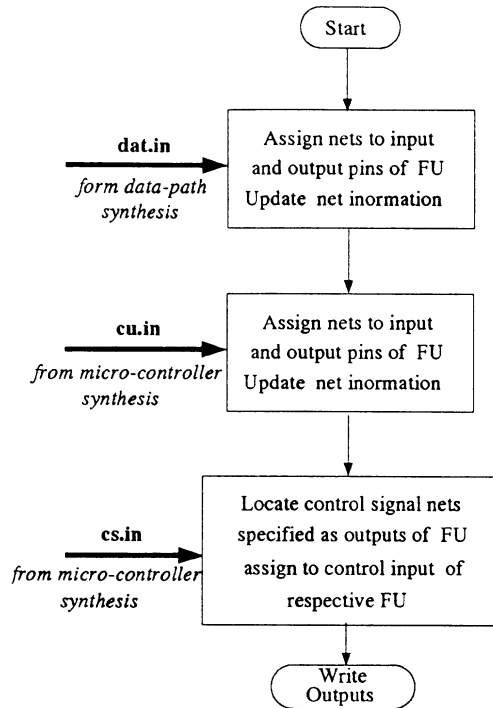 Start
dat.in
form data-path
synthesis
Assign nets to input
and output pins of FU
Update net inormation
cu.in
from micro-controller
synthesis
Assign nets to input
and output pins of FU
Update net inormation
cs.in
from micro-controller
synthesis
Locate control signal nets
specified as outputs of FU
assign to control input of
respective FU
Write
Outputs